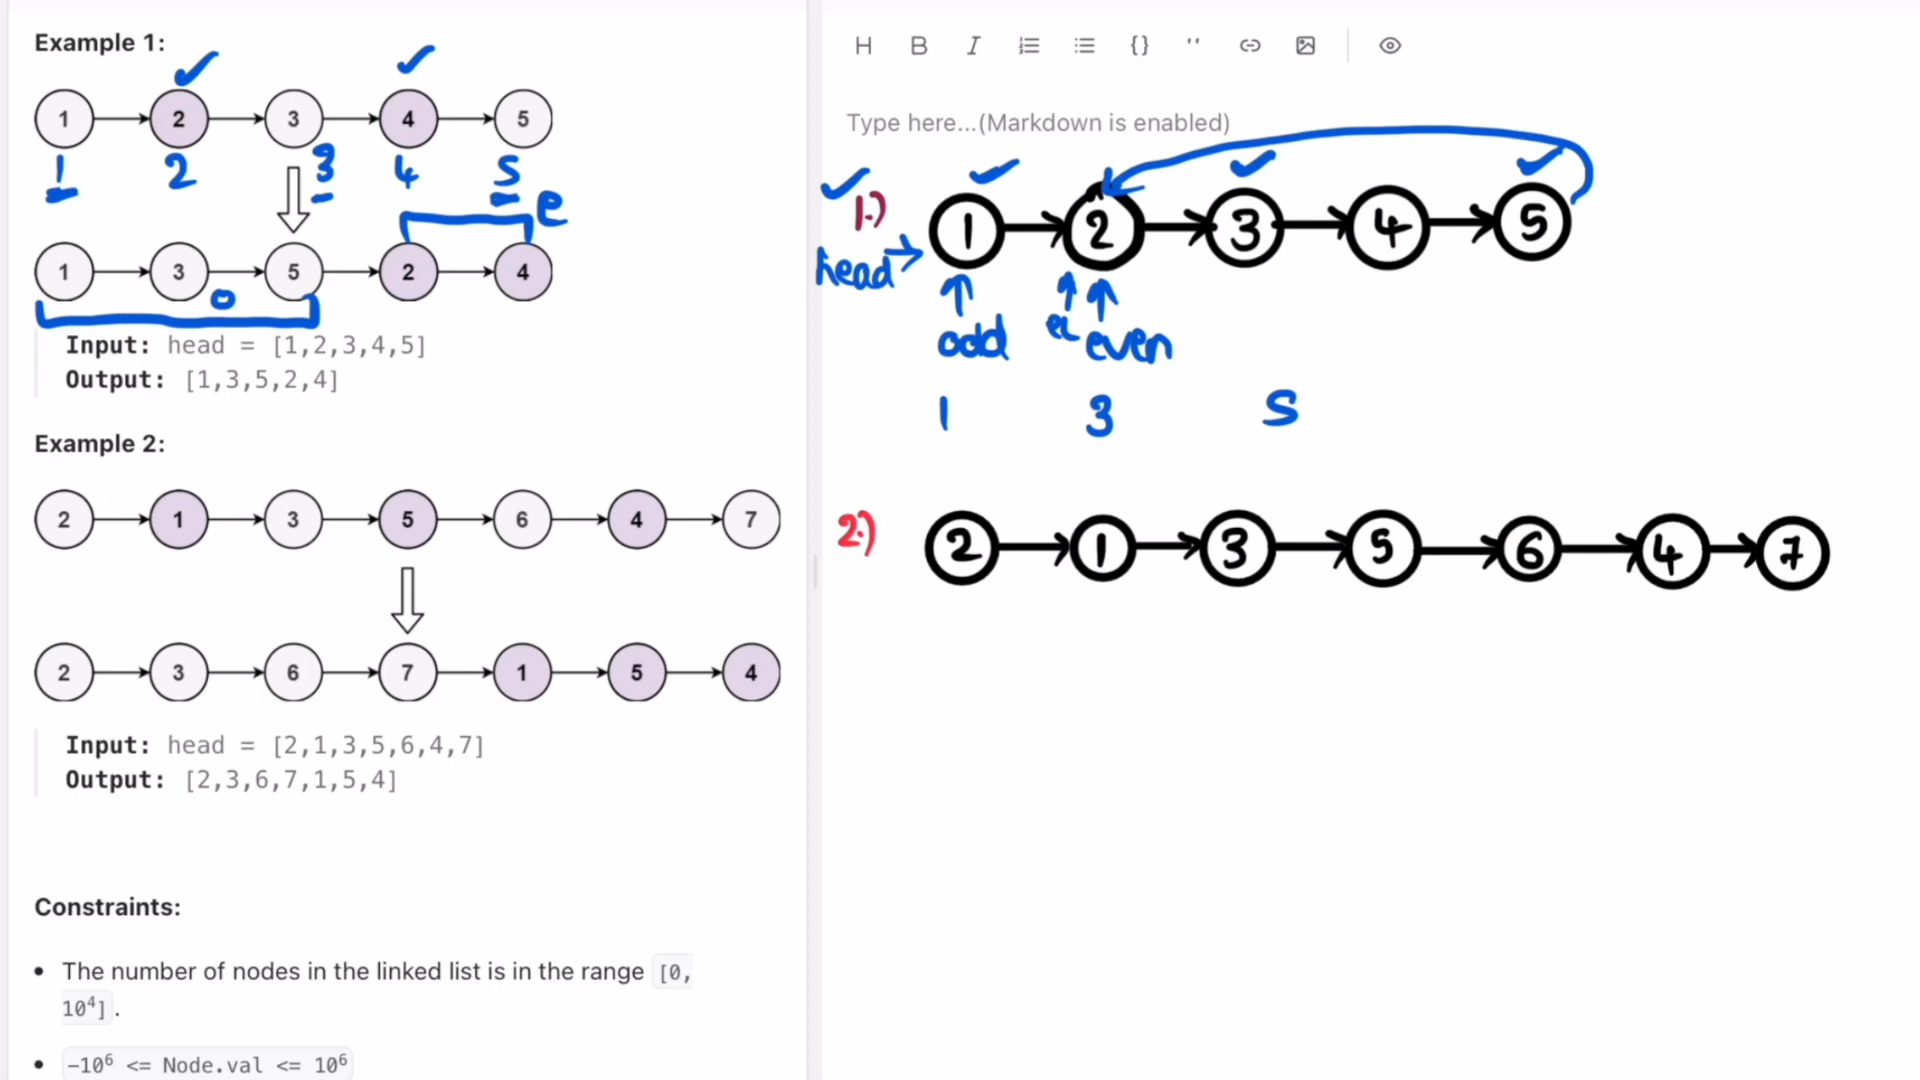 Example 1:
1 2 3 4 5
1 2 3 4 5
e
1 3 5 2 4
o
Input: head = [1,2,3,4,5]
Output: [1,3,5,2,4]
Example 2:
2 1 3 5 6 4 7
2 3 6 7 1 5 4
Input: head = [2,1,3,5,6,4,7]
Output: [2,3,6,7,1,5,4]
Constraints:
• The number of nodes in the linked list is in the range [0,
10⁴].
• −10⁶ <= Node.val <= 10⁶
H B I {} ''
Type here...(Markdown is enabled)
1.)
1 2 3 4 5
head
odd even
1 3 5
2.) 2 1 3 5 6 4 7